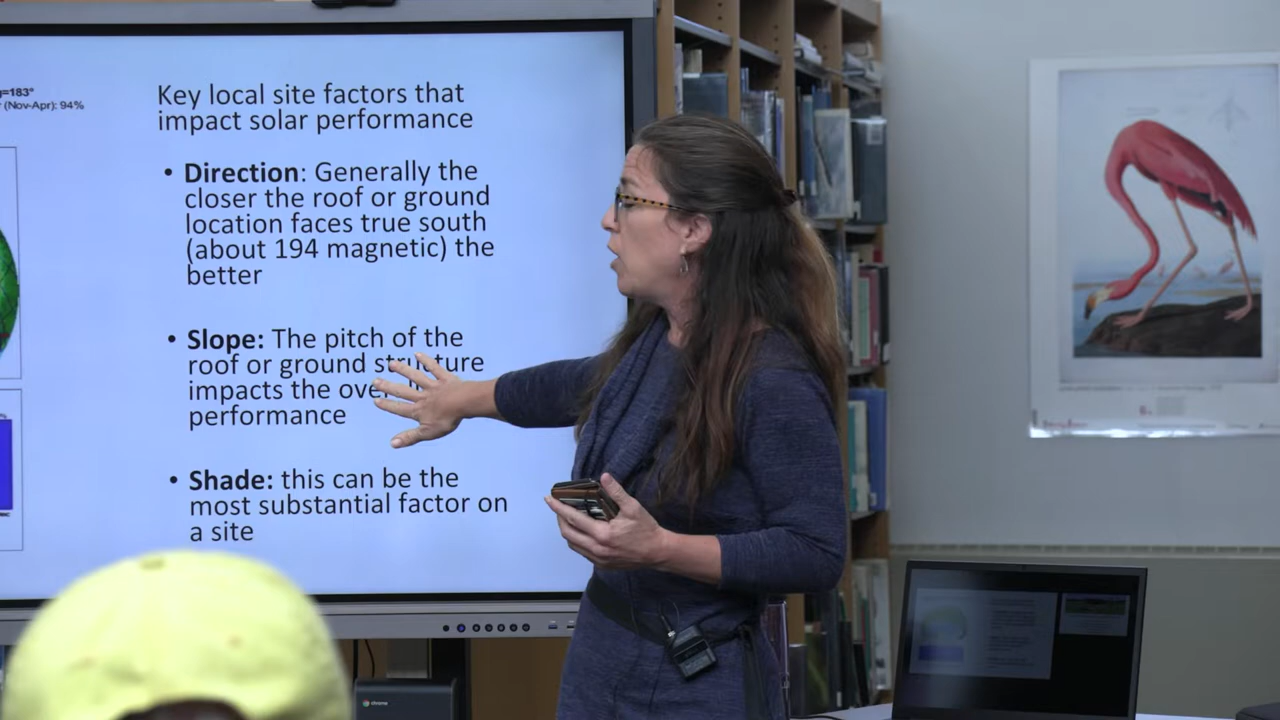 g=183°
r (Nov-Apr): 94%
Key local site factors that
impact solar performance
• Direction: Generally the
closer the roof or ground
location faces true south
(about 194 magnetic) the
better
• Slope: The pitch of the
roof or ground structure
impacts the
performance
• Shade: this can be the
most substantial factor on
a site
chrome